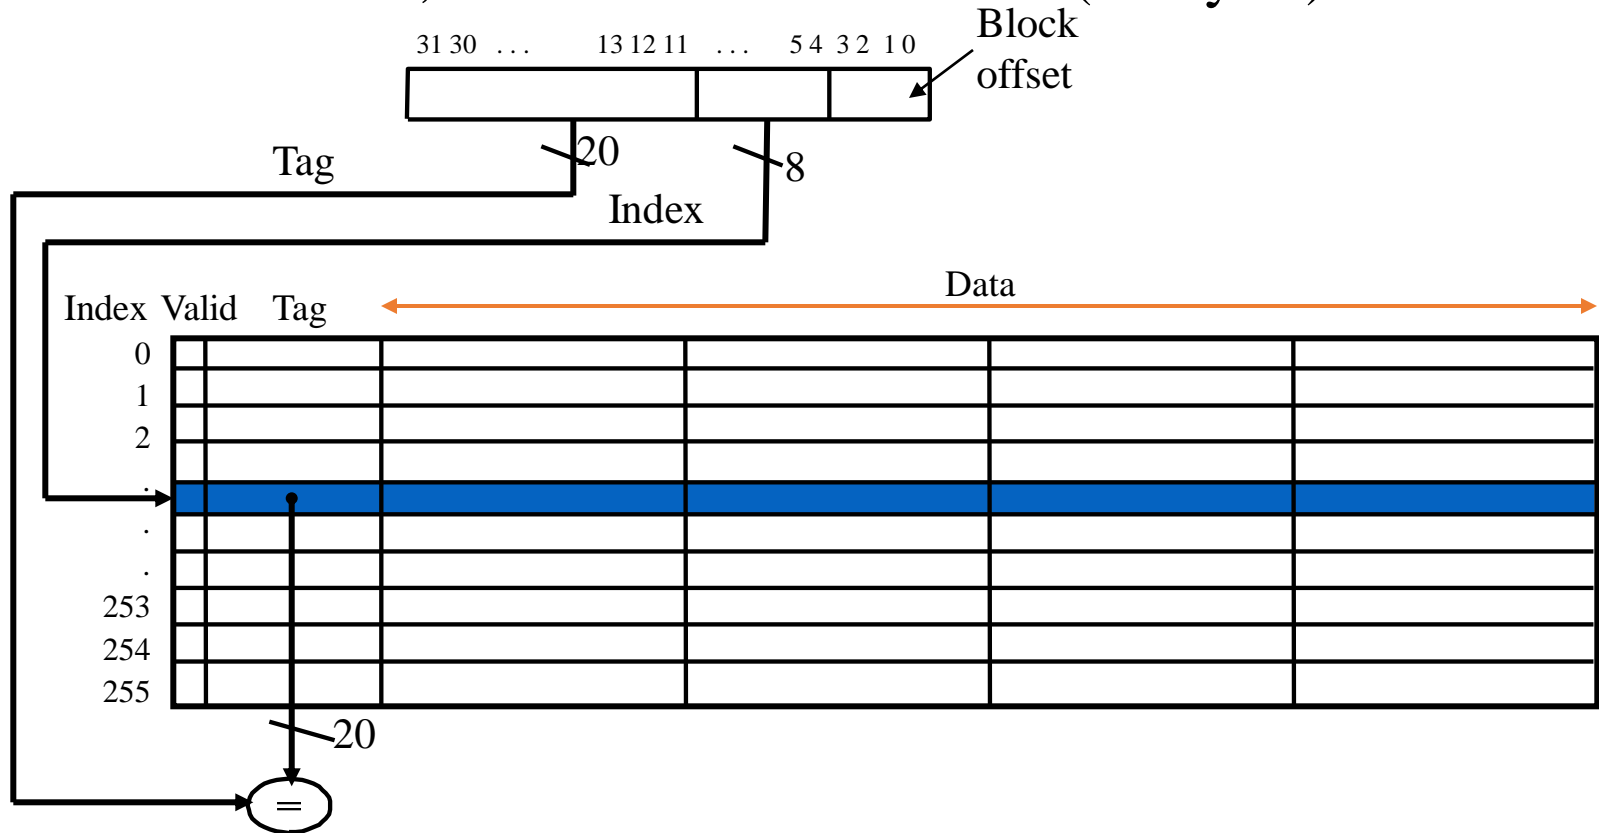 Block
offset
31 30 ... 13 12 11 ... 5 4 3 2 1 0
20
8
Tag
Index
Data
Index Valid Tag
0
1
2
.
.
.
253
254
255
20
=